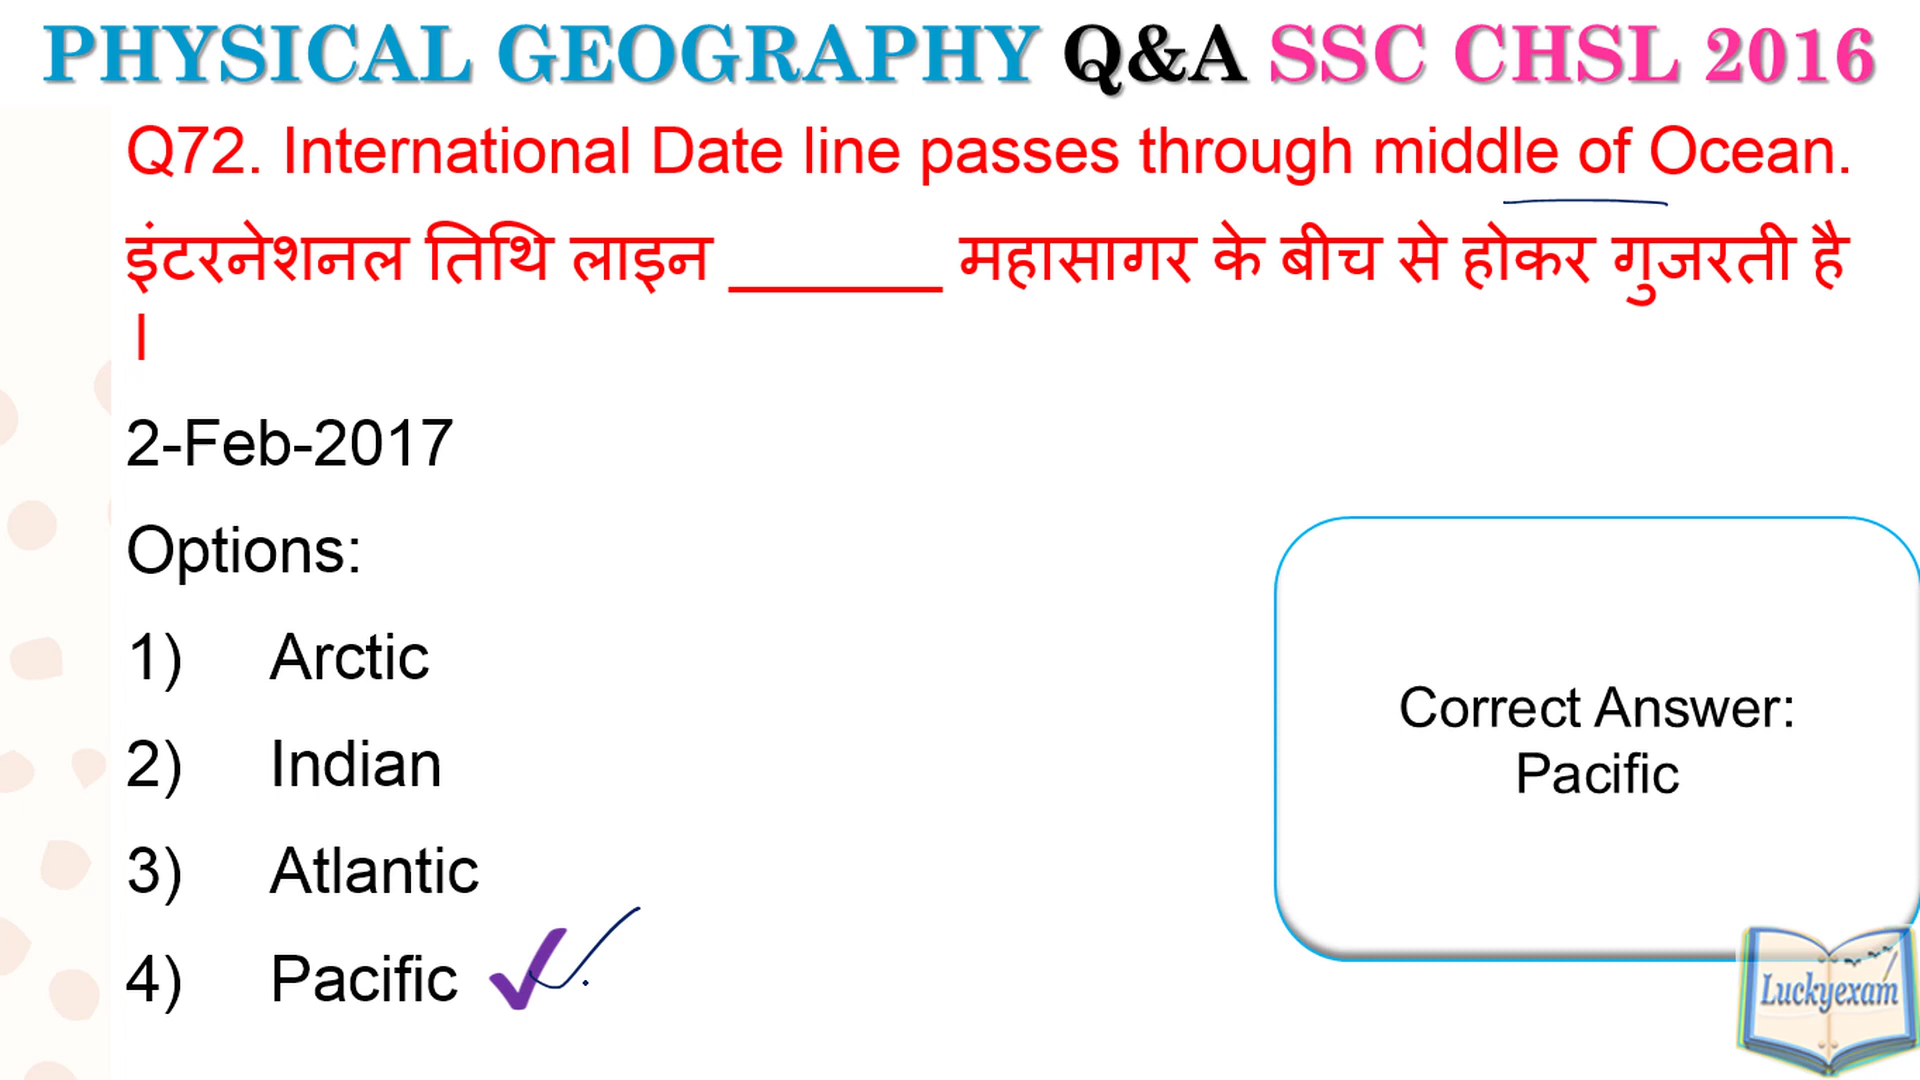 PHYSICAL GEOGRAPHY Q&A SSC CHSL 2016
Q72. International Date line passes through middle of Ocean.
इंटरनेशनल तिथि लाइन ______ महासागर के बीच से होकर गुजरती है
।
2-Feb-2017
Options:
1) Arctic
2) Indian
3) Atlantic
4) Pacific
Correct Answer:
Pacific
Luckyexam